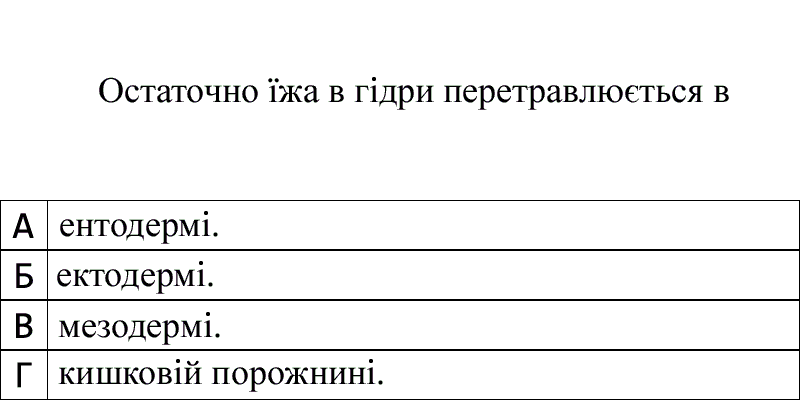 Остаточно їжа в гідри перетравлюється в
А ентодермі.
Б ектодермі.
В мезодермі.
Г кишковій порожнині.